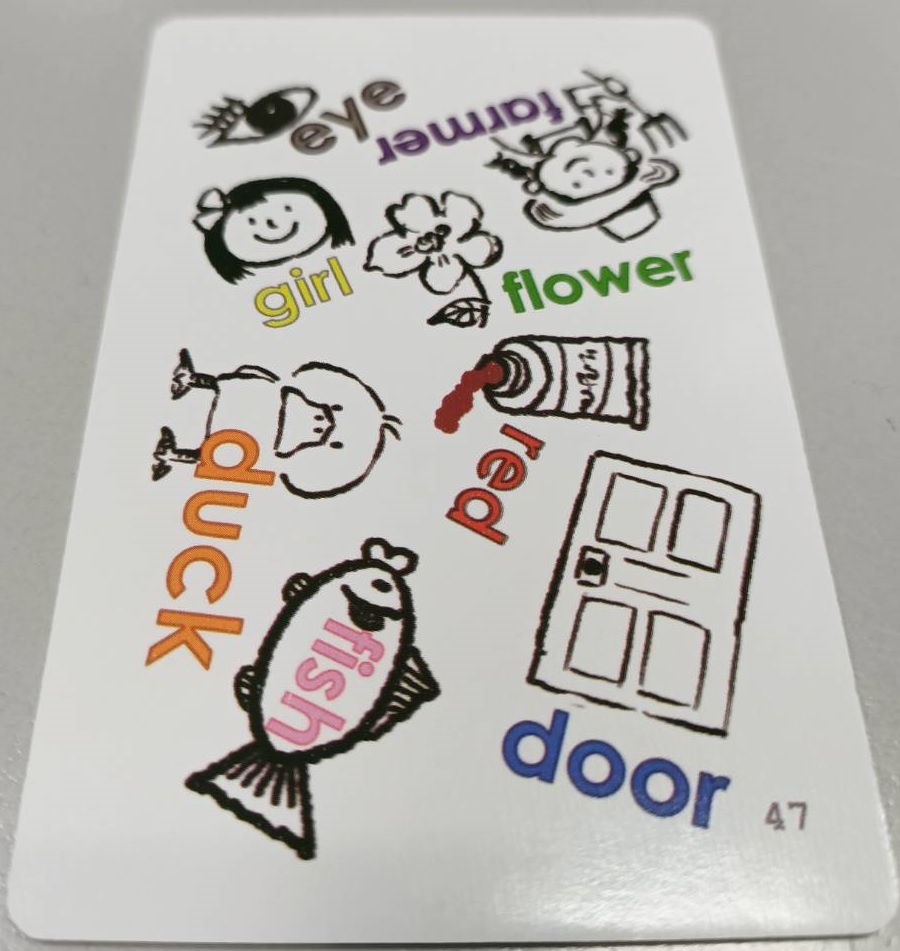 eye
farmer
girl
flower
red
duck
fish
door
47